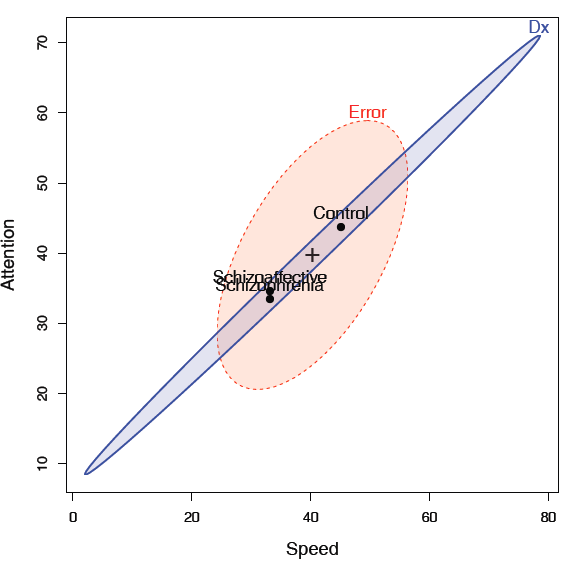 Dx
70
Error
60
50
Control
40
Schizoaffective
Schizophrenia
30
20
10
0
20
40
60
80
Speed
Attention